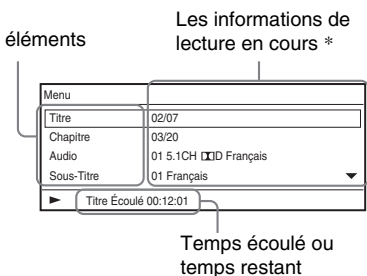 Les informations de
lecture en cours *
éléments
Menu
Titre 02/07
Chapitre 03/20
Audio 01 5.1CH D Français
Sous-Titre 01 Français
Titre Écoulé 00:12:01
Temps écoulé ou
temps restant